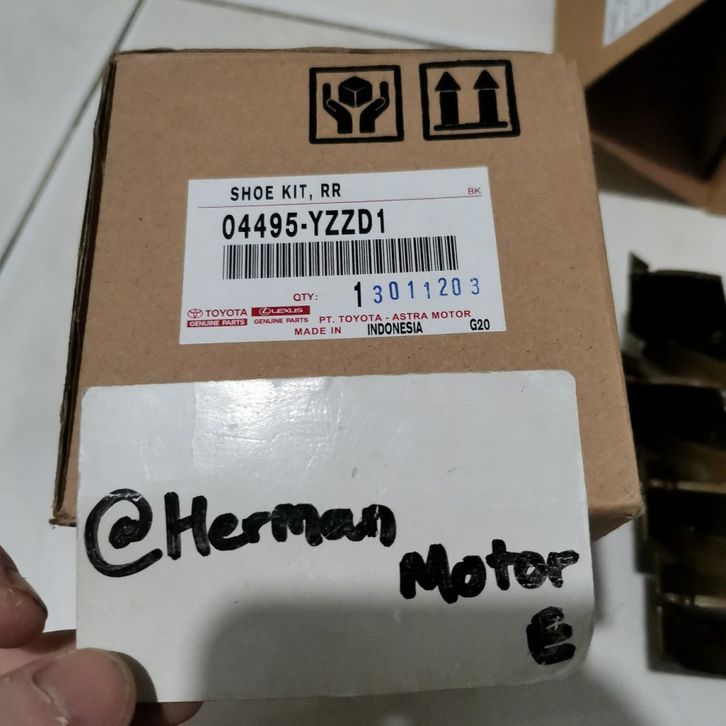 SHOE KIT, RR BK
04495-YZZD1
QTY: 1 3011203
TOYOTA LEXUS
GENUINE PARTS GENUINE PARTS PT. TOYOTA - ASTRA MOTOR
MADE IN INDONESIA G20
@Herman
Motor
E